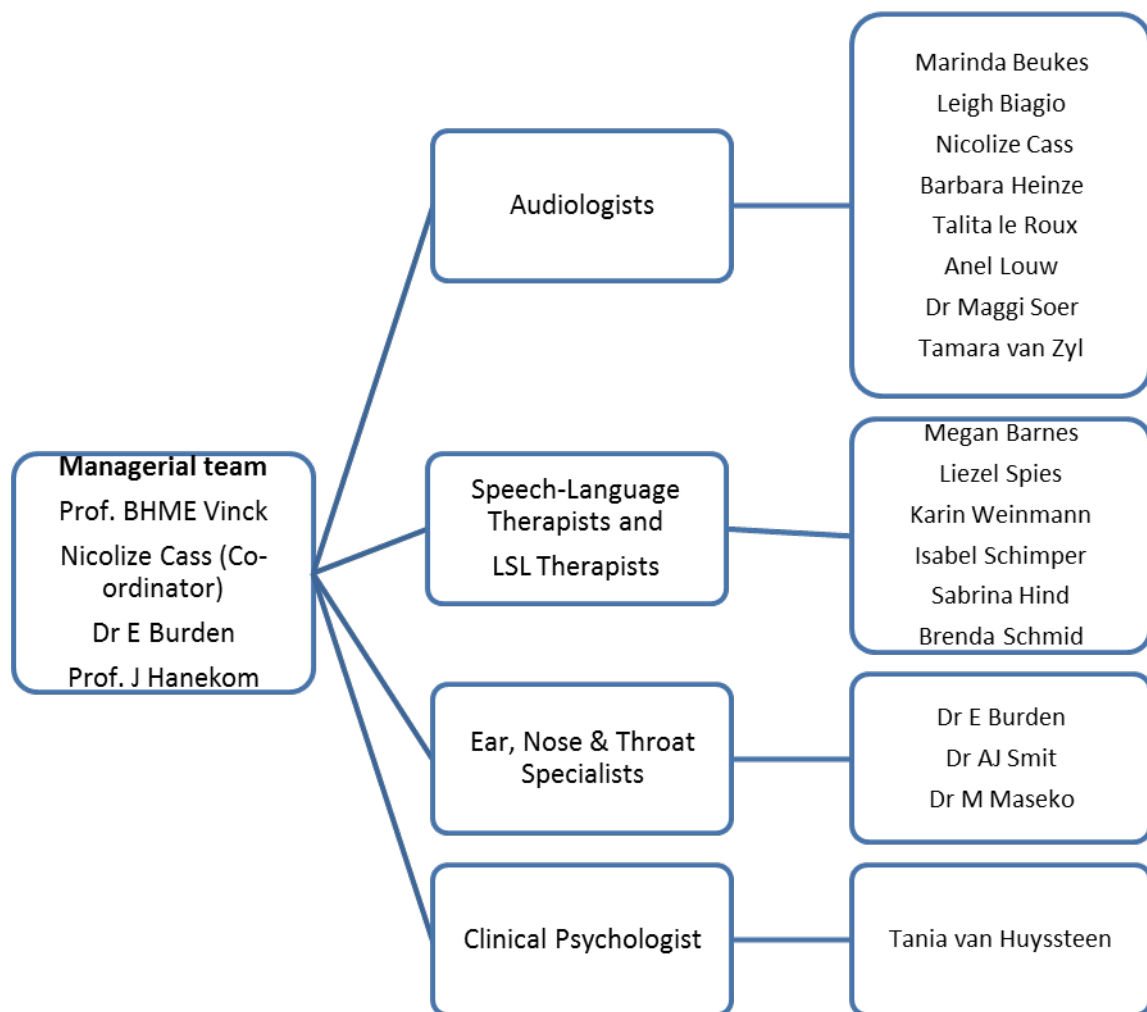 Managerial team
Prof. BHME Vinck
Nicolize Cass (Co-
ordinator)
Dr E Burden
Prof. J Hanekom
Audiologists
Marinda Beukes
Leigh Biagio
Nicolize Cass
Barbara Heinze
Talita le Roux
Anel Louw
Dr Maggi Soer
Tamara van Zyl
Speech-Language
Therapists and
LSL Therapists
Megan Barnes
Liezel Spies
Karin Weinmann
Isabel Schimper
Sabrina Hind
Brenda Schmid
Ear, Nose & Throat
Specialists
Dr E Burden
Dr AJ Smit
Dr M Maseko
Clinical Psychologist
Tania van Huyssteen